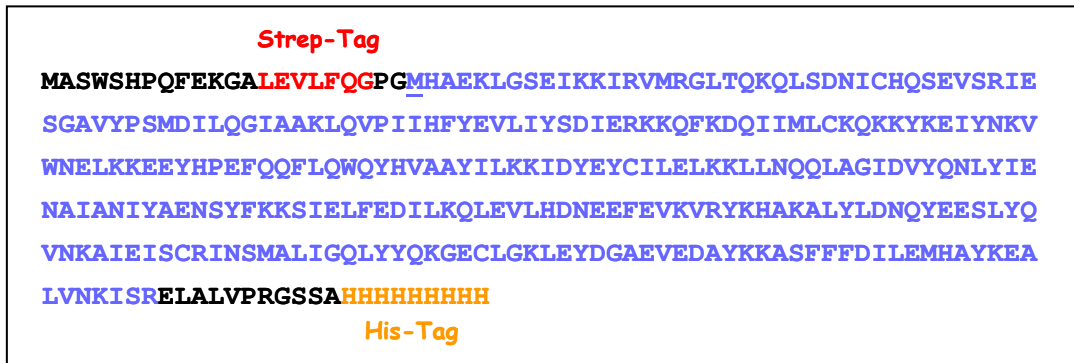 Strep-Tag
MASWSHPQFEKGALEVLFQGPGMHAEKLGSEIKKIRVMRGLTQKQLSDNICHQSEVSRIE
SGAVYPSMDILQGIAAKLQVPIIHFYEVLIYSDIERKKQFKDQIIMLCKQKKYKEIYNKV
WNELKKEEYHPEFQQFLQWQYHVAAYILKKIDYEYCILELKKLLNQQLAGIDVYQNLYIE
NAIANIYAENSYFKKSIELFEDILKQLEVLHDNEEFEVKVRYKHAKALYLDNQYEESLYQ
VNKAIEISCRINSMALIGQLYYQKGECLGKLEYDGAEVEDAYKKASFFFDILEMHAYKEA
LVNKISRELALVPRGSSAHHHHHHHHH
His-Tag